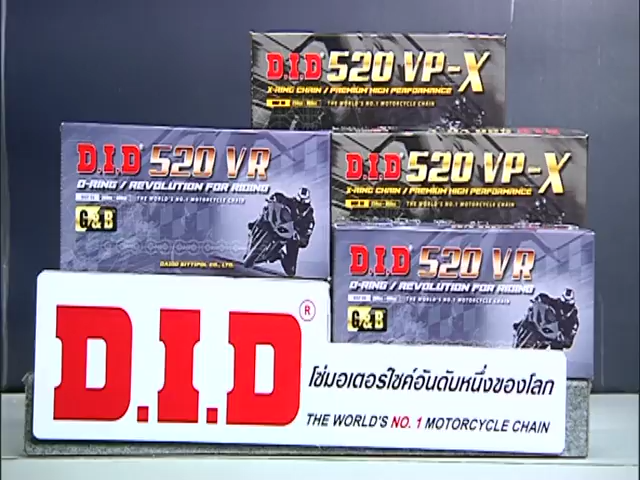 D.I.D 520 VP-X
X-RING CHAIN / PREMIUM HIGH PERFORMANCE
THE WORLD'S NO.1 MOTORCYCLE CHAIN
D.I.D 520 VR
O-RING / REVOLUTION FOR RIDING
THE WORLD'S NO.1 MOTORCYCLE CHAIN
G&B
DAIDO SITTIPOL CO., LTD.
D.I.D 520 VP-X
X-RING CHAIN / PREMIUM HIGH PERFORMANCE
THE WORLD'S NO.1 MOTORCYCLE CHAIN
D.I.D 520 VR
O-RING / REVOLUTION FOR RIDING
THE WORLD'S NO.1 MOTORCYCLE CHAIN
G&B
D.I.D ®
โซ่มอเตอร์ไซค์อันดับหนึ่งของโลก
THE WORLD'S NO. 1 MOTORCYCLE CHAIN